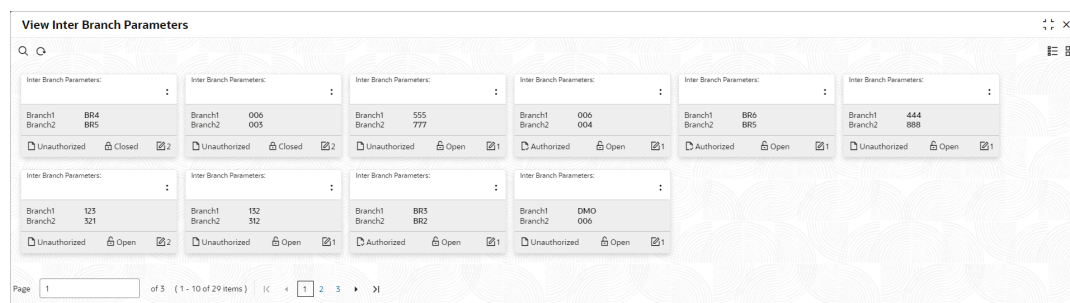 View Inter Branch Parameters
Inter Branch Parameters: Inter Branch Parameters: Inter Branch Parameters: Inter Branch Parameters: Inter Branch Parameters: Inter Branch Parameters:
Branch1 BR4 Branch1 006 Branch1 555 Branch1 006 Branch1 BR6 Branch1 444
Branch2 BR5 Branch2 003 Branch2 777 Branch2 004 Branch2 BR5 Branch2 888
Unauthorized Closed 2 Unauthorized Closed 2 Unauthorized Open 1 Authorized Open 1 Authorized Open 1 Unauthorized Open 1
Inter Branch Parameters: Inter Branch Parameters: Inter Branch Parameters: Inter Branch Parameters:
Branch1 123 Branch1 132 Branch1 BR3 Branch1 DMO
Branch2 321 Branch2 312 Branch2 BR2 Branch2 006
Unauthorized Open 2 Unauthorized Open 1 Authorized Open 1 Unauthorized Open 1
Page 1 of 3 (1 - 10 of 29 items) 1 2 3